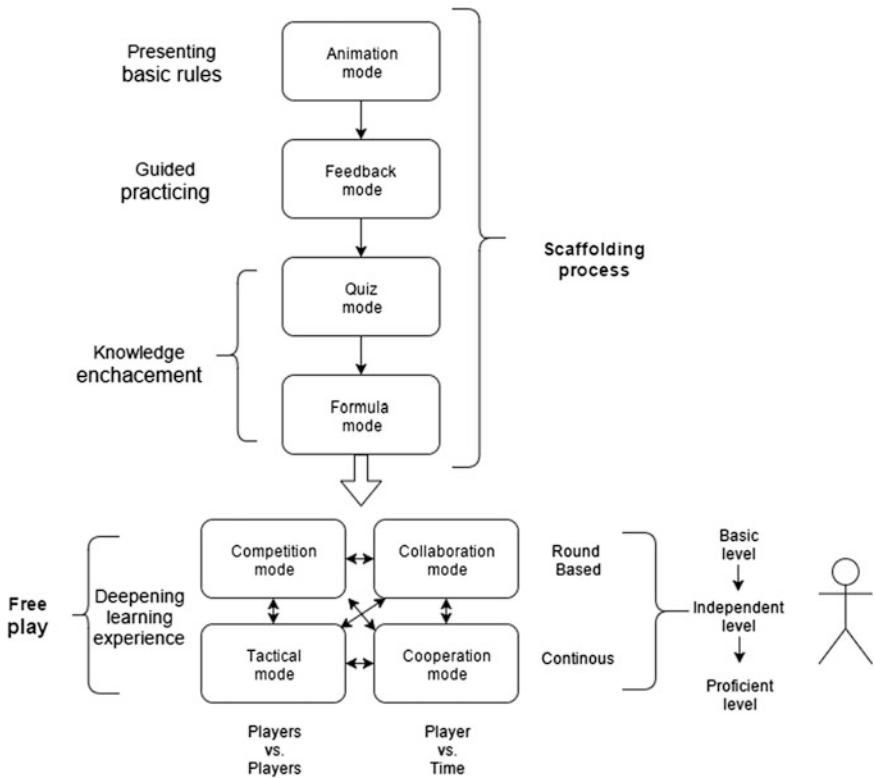 Presenting
basic rules
Animation
mode
Guided
practicing
Feedback
mode
Scaffolding
process
Quiz
mode
Knowledge
enchacement
Formula
mode
Free
play
Deepening
learning
experience
Competition
mode
Collaboration
mode
Round
Based
Tactical
mode
Cooperation
mode
Continous
Basic
level
Independent
level
Proficient
level
Players
vs.
Players
Player
vs.
Time